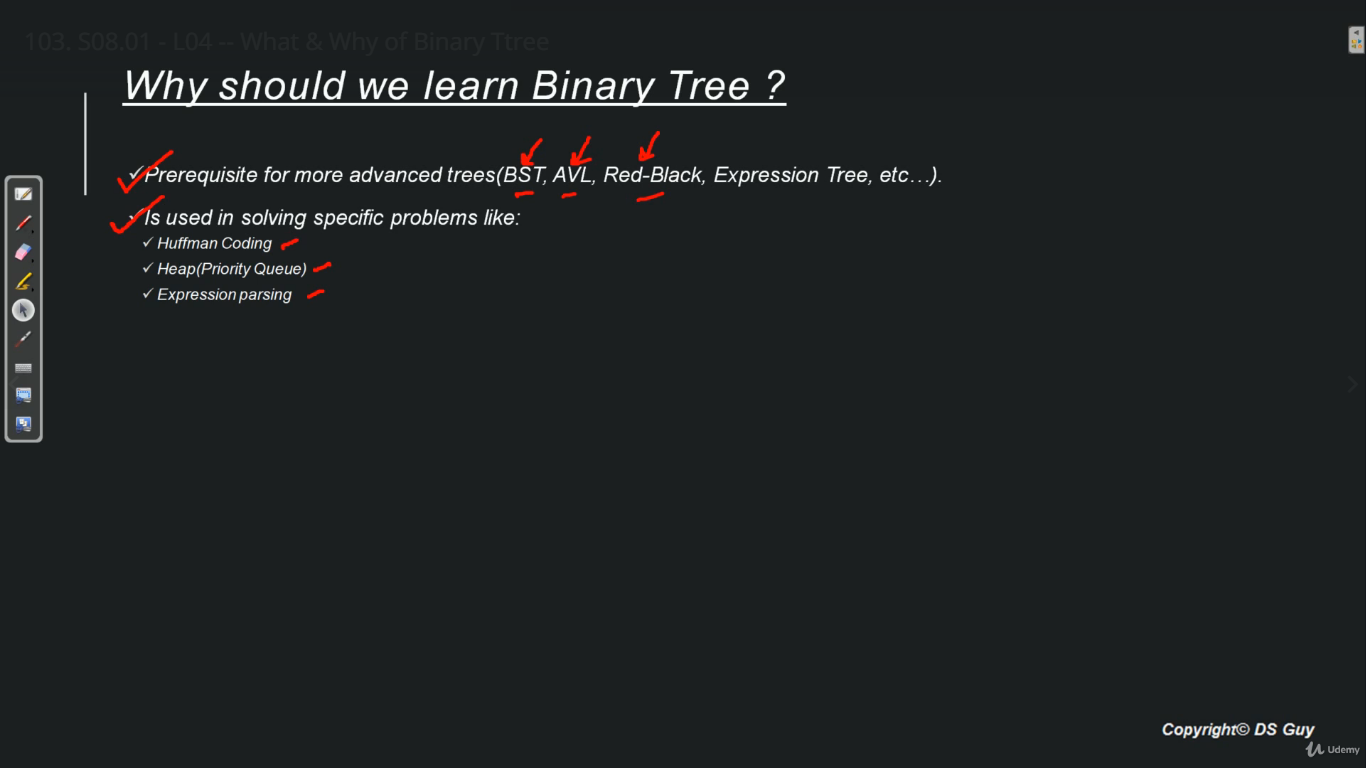 103. S08.01 - L04 -- What & Why of Binary Ttree
Why should we learn Binary Tree ?
✓Prerequisite for more advanced trees(BST, AVL, Red-Black, Expression Tree, etc…).
✓Is used in solving specific problems like:
✓Huffman Coding
✓Heap(Priority Queue)
✓Expression parsing
Copyright© DS Guy
Udemy